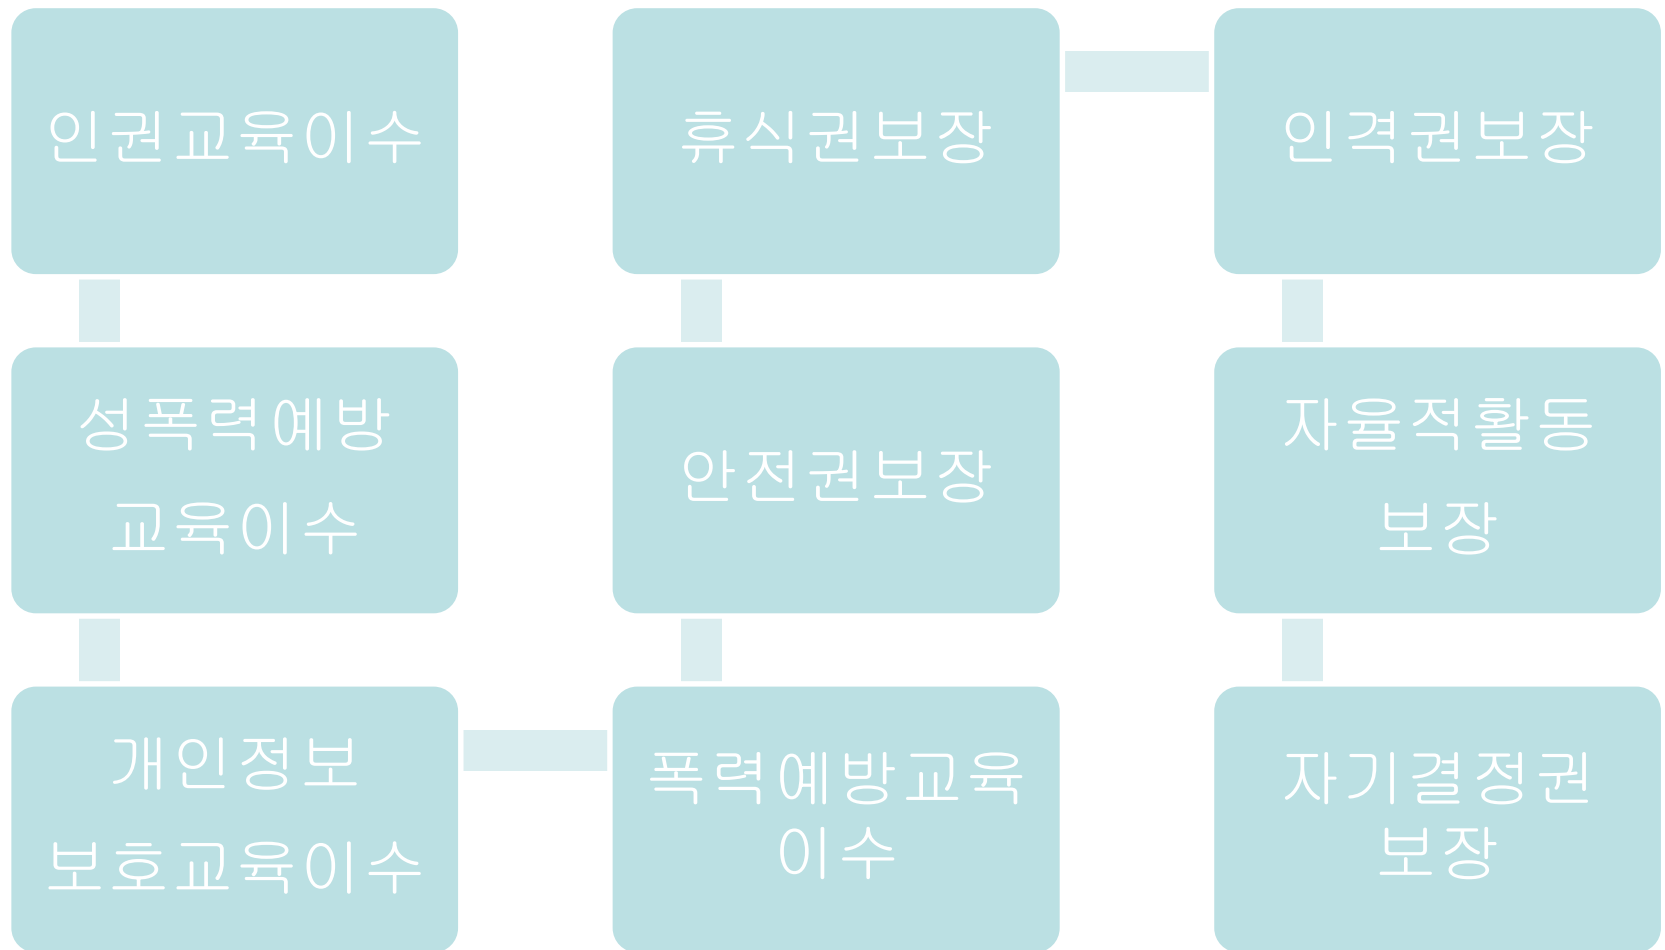 인권교육이수
성폭력예방
교육이수
개인정보
보호교육이수
폭력예방교육
이수
안전권보장
휴식권보장
인격권보장
자율적활동
보장
자기결정권
보장